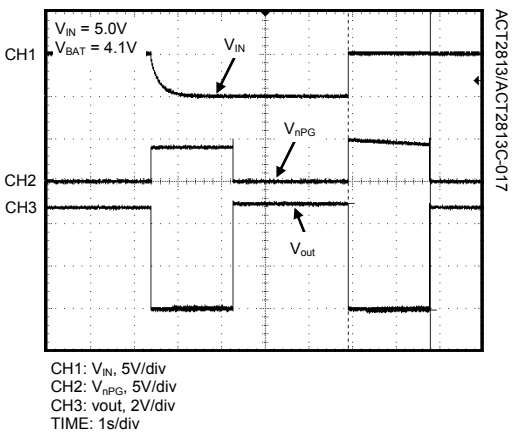 V_IN = 5.0V
V_BAT = 4.1V
V_IN
CH1
V_nPG
CH2
CH3
V_out
ACT2813/ACT2813C-017
CH1: V_IN, 5V/div
CH2: V_nPG, 5V/div
CH3: vout, 2V/div
TIME: 1s/div